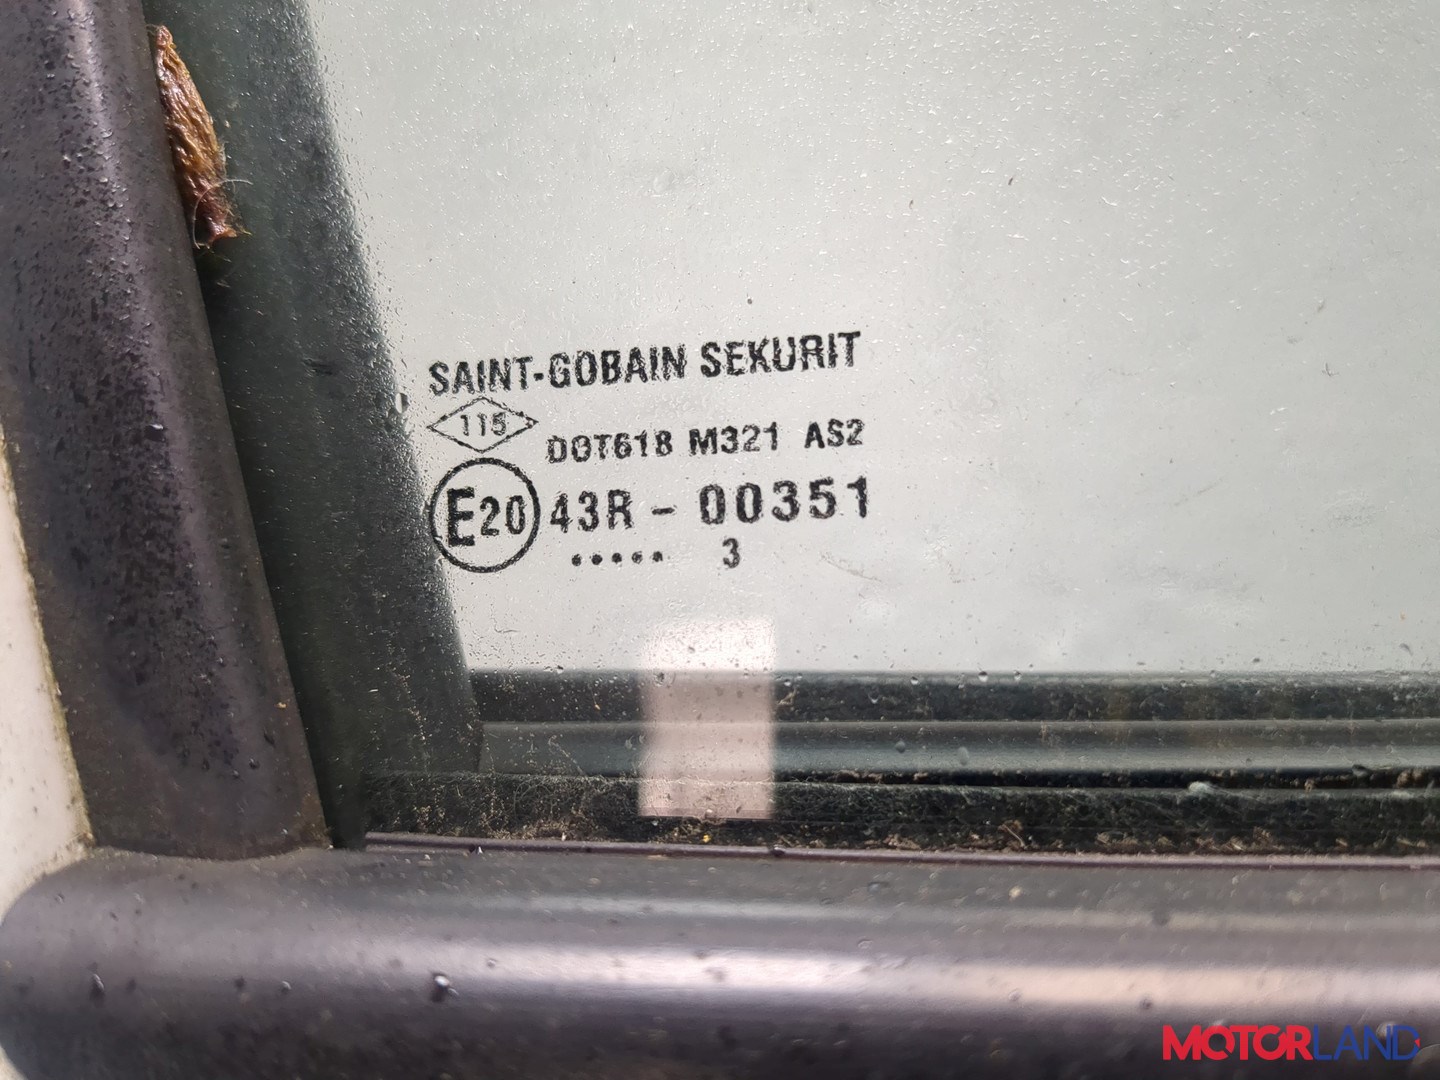 SAINT-GOBAIN SEKURIT
115
DOT618 M321 AS2
E20 43R - 00351
..... 3
MOTORLAND